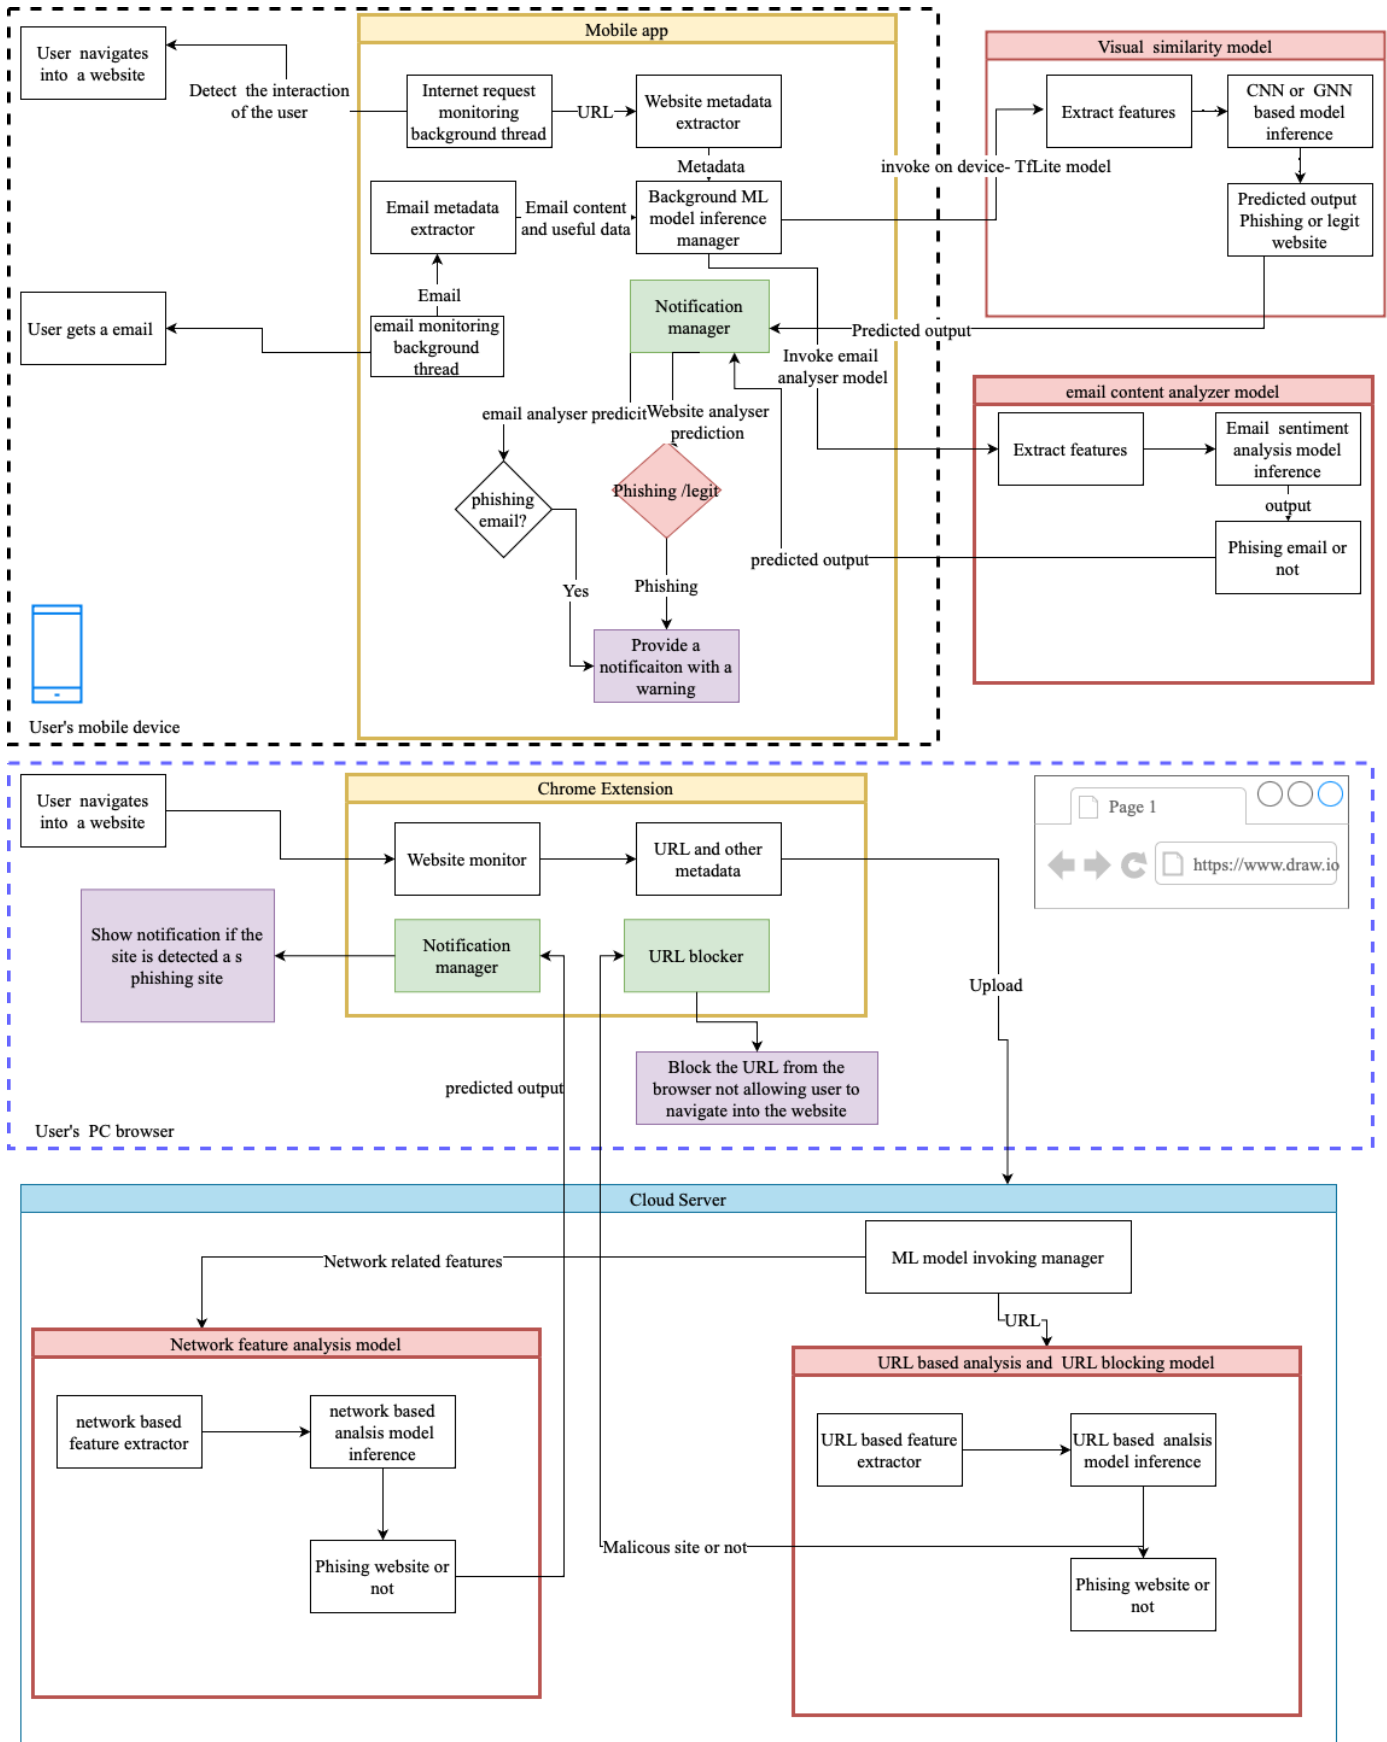 Mobile app
User navigates
into a website
Detect the interaction
of the user
Internet request
monitoring
background thread
URL
Website metadata
extractor
Metadata
Email metadata
extractor
Email content
and useful data
Background ML
model inference
manager
invoke on device- TfLite model
Visual similarity model
Extract features
CNN or GNN
based model
inference
Predicted output
Phishing or legit
website
Email
User gets a email
email monitoring
background
thread
Notification
manager
Predicted output
Invoke email
analyser model
email analyser predicit
Website analyser
prediction
email content analyzer model
Extract features
Email sentiment
analysis model
inference
output
Phising email or
not
predicted output
phishing
email?
Phishing /legit
Yes
Phishing
Provide a
notificaiton with a
warning
User's mobile device
User navigates
into a website
Chrome Extension
Website monitor
URL and other
metadata
Page 1
https://www.draw.io
Show notification if the
site is detected a s
phishing site
Notification
manager
URL blocker
Upload
Block the URL from the
browser not allowing user to
navigate into the website
predicted output
User's PC browser
Cloud Server
ML model invoking manager
Network related features
URL
Network feature analysis model
network based
feature extractor
network based
analsis model
inference
Phising website or
not
URL based analysis and URL blocking model
URL based feature
extractor
URL based analsis
model inference
Malicous site or not
Phising website or
not